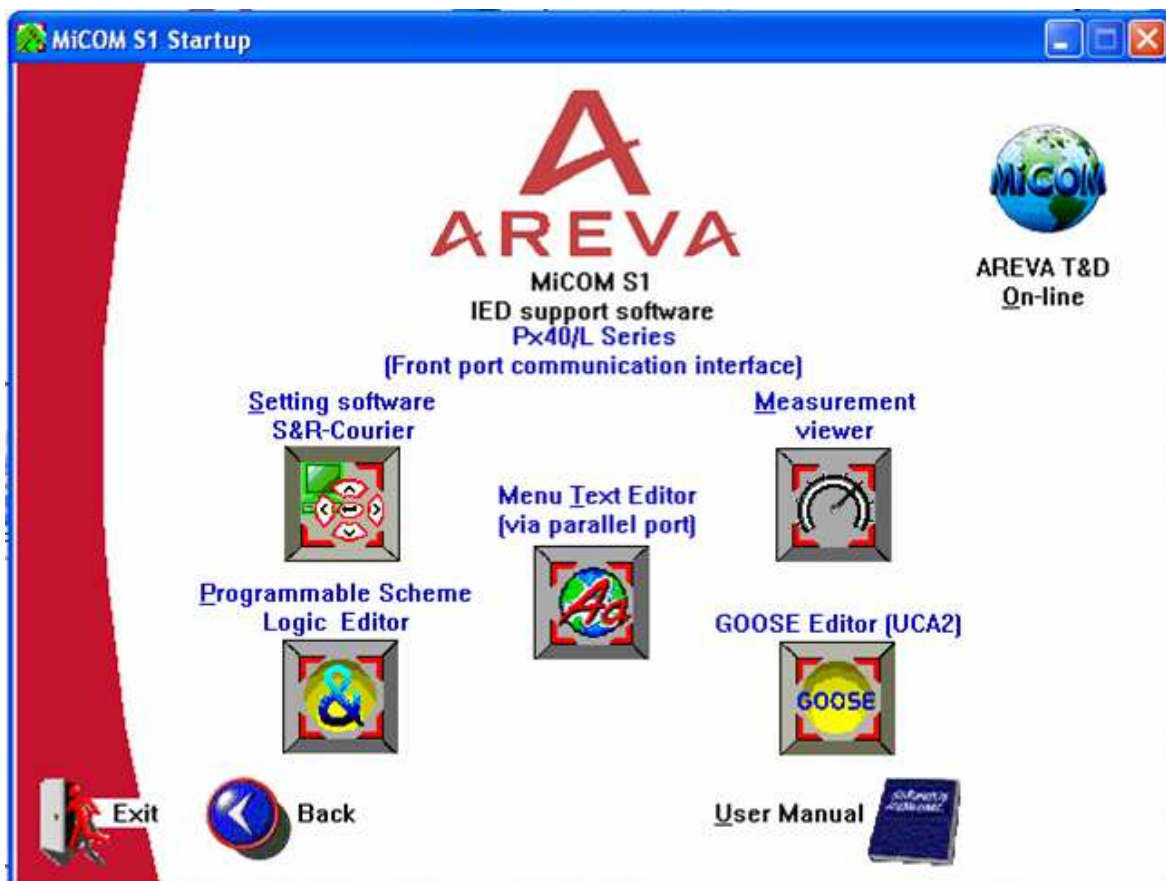 MiCOM S1 Startup
AREVA
MiCOM S1
IED support software
Px40/L Series
(Front port communication interface)
MiCOM
AREVA T&D
On-line
Setting software
S&R-Courier
Measurement
viewer
Menu Text Editor
(via parallel port)
Aa
Programmable Scheme
Logic Editor
&
GOOSE Editor (UCA2)
GOOSE
Exit
Back
User Manual